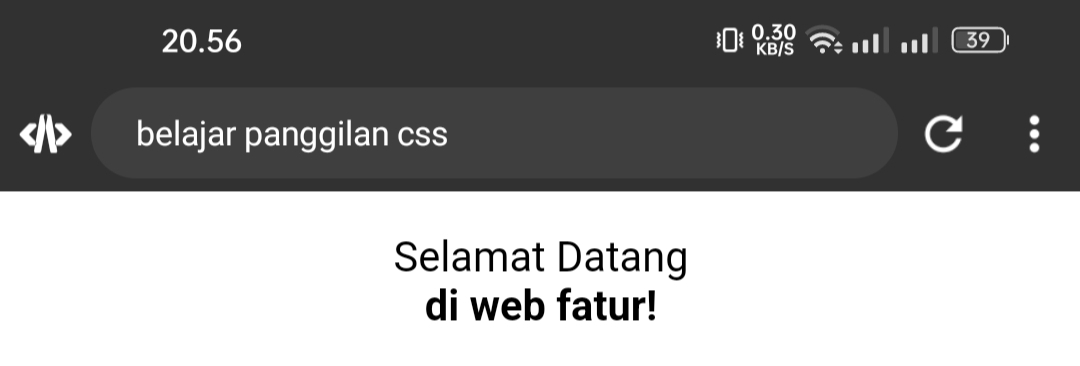 20.56
0.30
KB/S
39
belajar panggilan css
Selamat Datang
di web fatur!